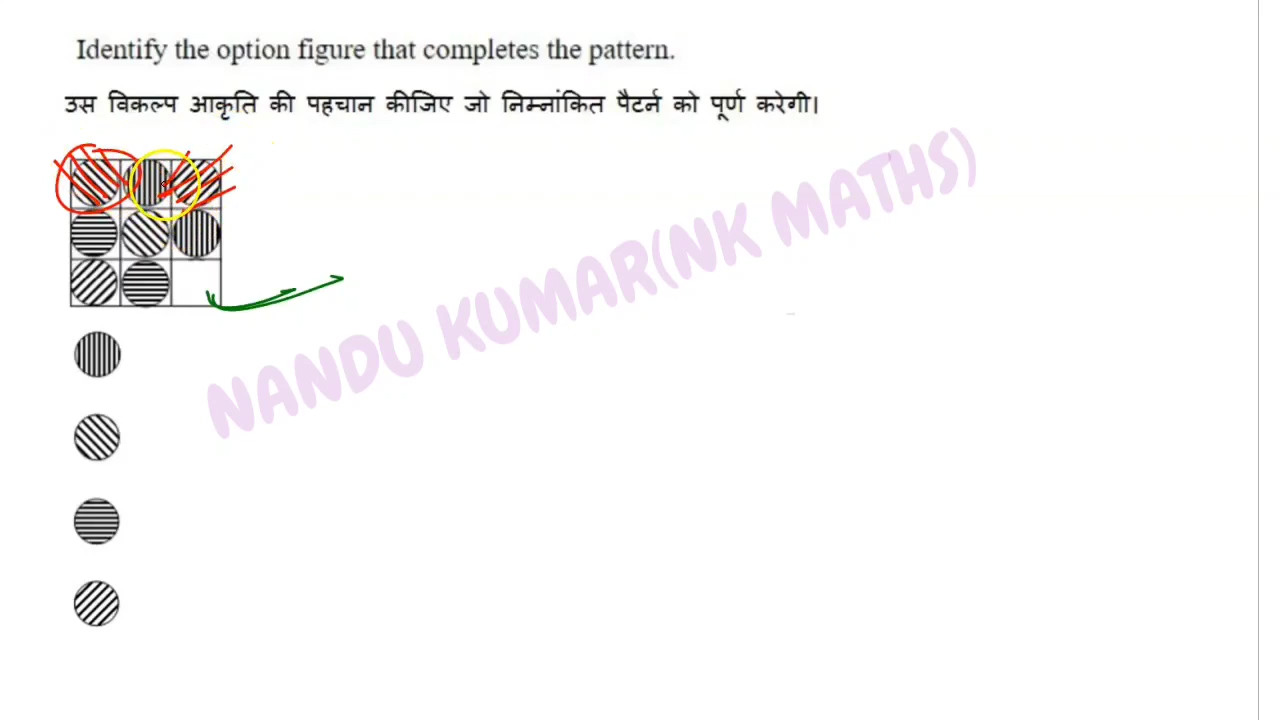 Identify the option figure that completes the pattern.
उस विकल्प आकृति की पहचान कीजिए जो निम्नांकित पैटर्न को पूर्ण करेगी।
NANDU KUMAR(NK MATHS)